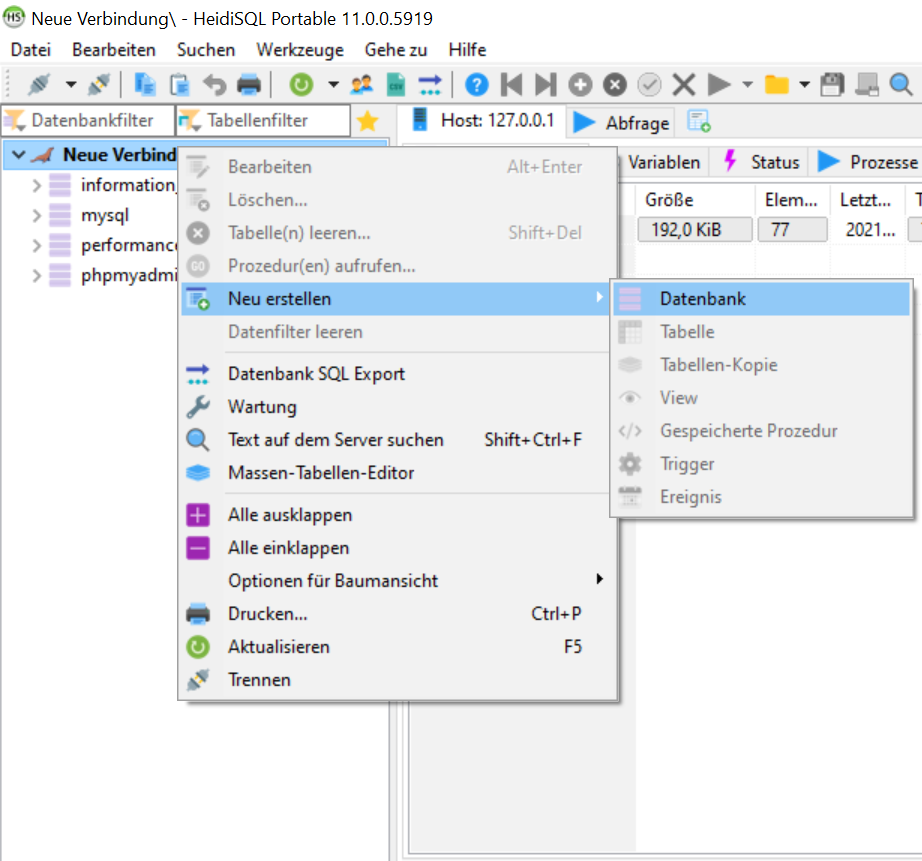 Neue Verbindung\ - HeidiSQL Portable 11.0.0.5919
Datei Bearbeiten Suchen Werkzeuge Gehe zu Hilfe
Datenbankfilter Tabellenfilter Host: 127.0.0.1 Abfrage
Neue Verbind Variablen Status Prozesse
information_
mysql
performance
phpmyadmi
Größe Elem... Letzt...
192,0 KiB 77 2021...
Bearbeiten Alt+Enter
Löschen...
Tabelle(n) leeren... Shift+Del
Prozedur(en) aufrufen...
Neu erstellen
Datenfilter leeren
Datenbank SQL Export
Wartung
Text auf dem Server suchen Shift+Ctrl+F
Massen-Tabellen-Editor
Alle ausklappen
Alle einklappen
Optionen für Baumansicht
Drucken... Ctrl+P
Aktualisieren F5
Trennen
Datenbank
Tabelle
Tabellen-Kopie
View
Gespeicherte Prozedur
Trigger
Ereignis